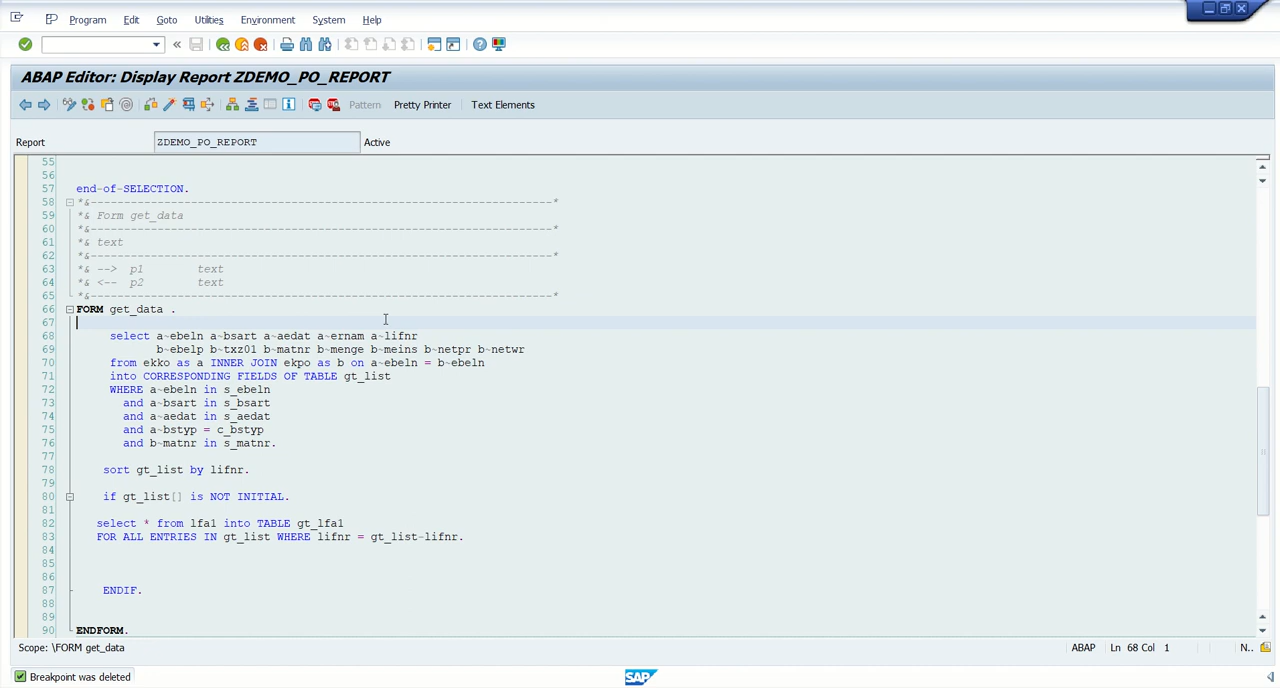 Program Edit Goto Utilities Environment System Help
ABAP Editor: Display Report ZDEMO_PO_REPORT
Pattern Pretty Printer Text Elements
Report ZDEMO_PO_REPORT Active
55
56
57 end-of-SELECTION.
58 *&---------------------------------------------------------------------*
59 *& Form get_data
60 *&---------------------------------------------------------------------*
61 *& text
62 *&---------------------------------------------------------------------*
63 *& --> p1 text
64 *& <-- p2 text
65 *&---------------------------------------------------------------------*
66 FORM get_data .
67
68 select a~ebeln a~bsart a~aedat a~ernam a~lifnr
69 b~ebelp b~txz01 b~matnr b~menge b~meins b~netpr b~netwr
70 from ekko as a INNER JOIN ekpo as b on a~ebeln = b~ebeln
71 into CORRESPONDING FIELDS OF TABLE gt_list
72 WHERE a~ebeln in s_ebeln
73 and a~bsart in s_bsart
74 and a~aedat in s_aedat
75 and a~bstyp = c_bstyp
76 and b~matnr in s_matnr.
77
78 sort gt_list by lifnr.
79
80 if gt_list[] is NOT INITIAL.
81
82 select * from lfa1 into TABLE gt_lfa1
83 FOR ALL ENTRIES IN gt_list WHERE lifnr = gt_list-lifnr.
84
85
86
87 ENDIF.
88
89
90 ENDFORM.
Scope: \FORM get_data ABAP Ln 68 Col 1 N..
Breakpoint was deleted SAP